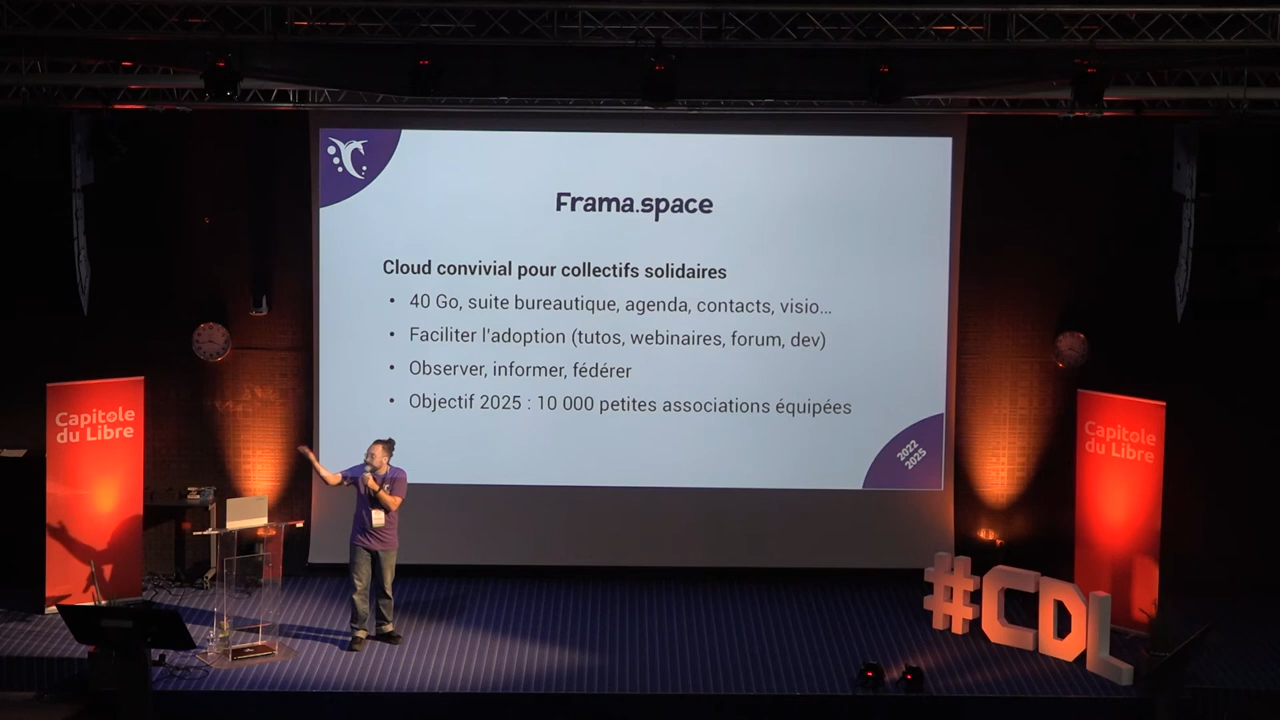 Frama.space
Cloud convivial pour collectifs solidaires
• 40 Go, suite bureautique, agenda, contacts, visio...
• Faciliter l'adoption (tutos, webinaires, forum, dev)
• Observer, informer, fédérer
• Objectif 2025 : 10 000 petites associations équipées
2022
2025
Capitole
du Libre
Capitole
du Libre
#CDL